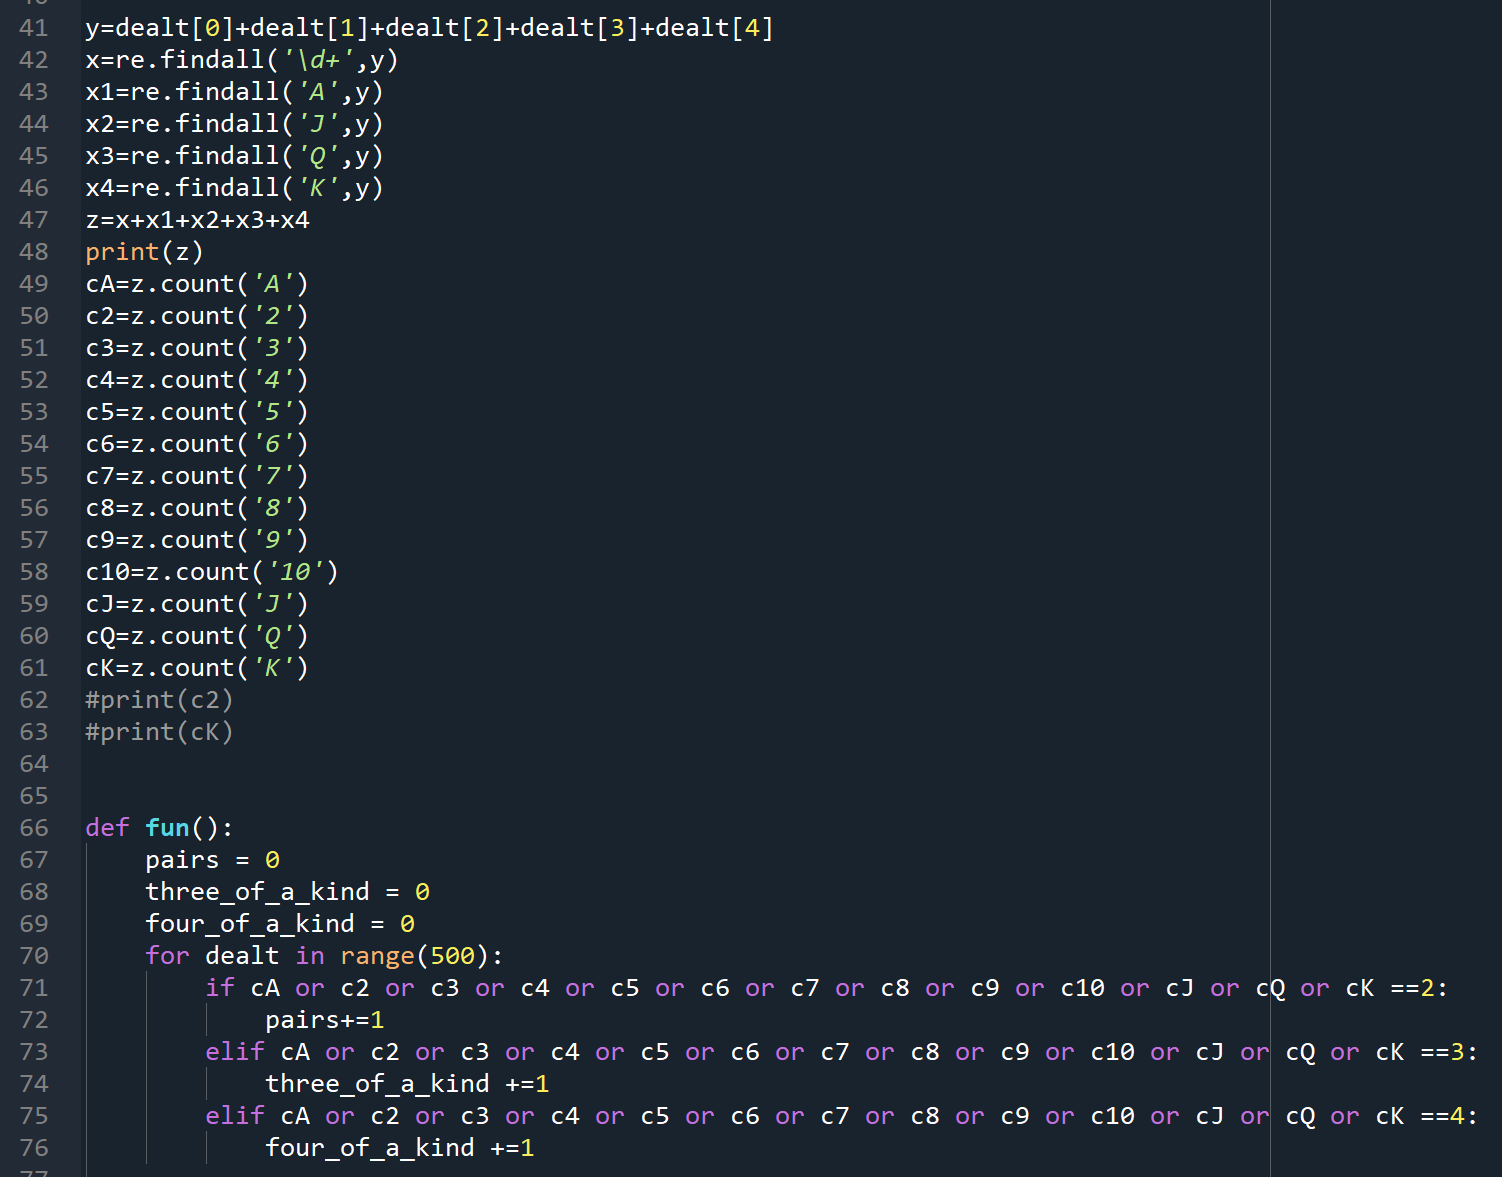 41 y=dealt[0]+dealt[1]+dealt[2]+dealt[3]+dealt[4]
42 x=re.findall('\d+',y)
43 x1=re.findall('A',y)
44 x2=re.findall('J',y)
45 x3=re.findall('Q',y)
46 x4=re.findall('K',y)
47 z=x+x1+x2+x3+x4
48 print(z)
49 cA=z.count('A')
50 c2=z.count('2')
51 c3=z.count('3')
52 c4=z.count('4')
53 c5=z.count('5')
54 c6=z.count('6')
55 c7=z.count('7')
56 c8=z.count('8')
57 c9=z.count('9')
58 c10=z.count('10')
59 cJ=z.count('J')
60 cQ=z.count('Q')
61 cK=z.count('K')
62 #print(c2)
63 #print(cK)
64
65
66 def fun():
67     pairs = 0
68     three_of_a_kind = 0
69     four_of_a_kind = 0
70     for dealt in range(500):
71         if cA or c2 or c3 or c4 or c5 or c6 or c7 or c8 or c9 or c10 or cJ or cQ or cK ==2:
72             pairs+=1
73         elif cA or c2 or c3 or c4 or c5 or c6 or c7 or c8 or c9 or c10 or cJ or cQ or cK ==3:
74             three_of_a_kind +=1
75         elif cA or c2 or c3 or c4 or c5 or c6 or c7 or c8 or c9 or c10 or cJ or cQ or cK ==4:
76             four_of_a_kind +=1